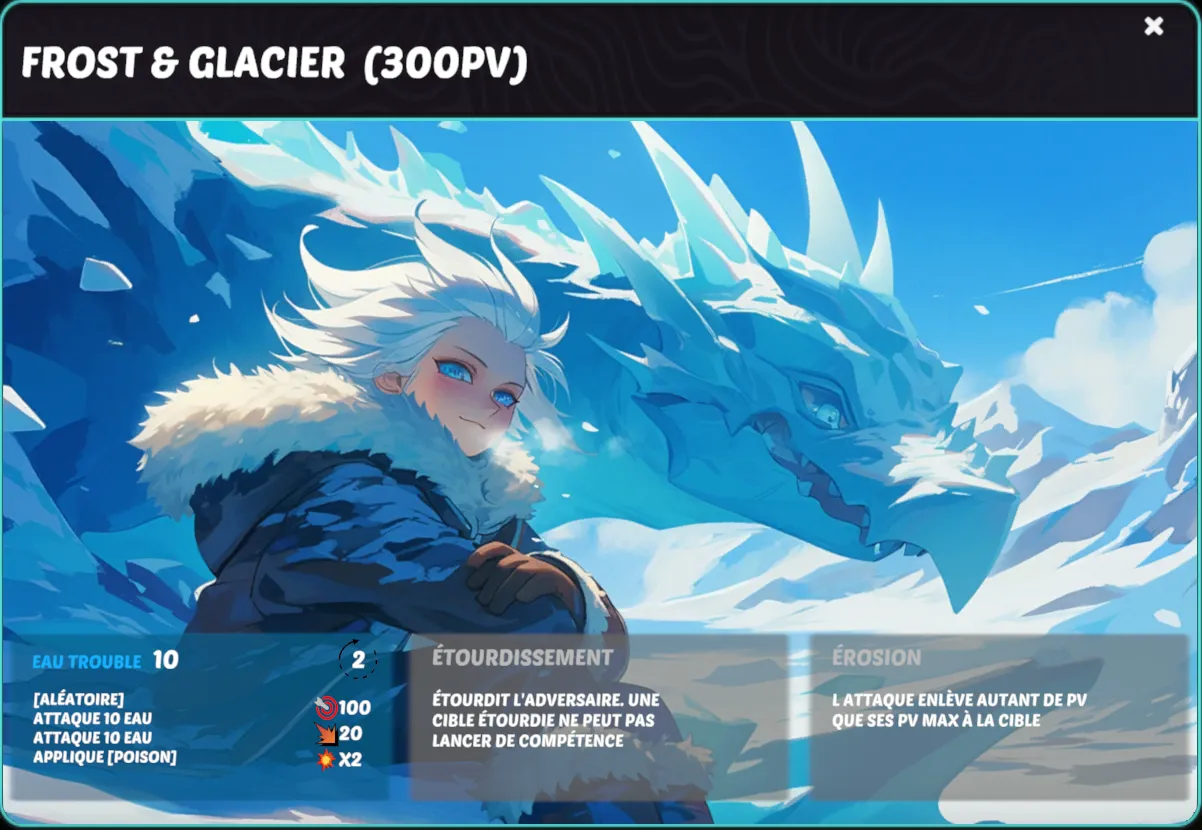 FROST & GLACIER (300PV)
EAU TROUBLE 10
2
[ALÉATOIRE]
ATTAQUE 10 EAU
ATTAQUE 10 EAU
APPLIQUE [POISON]
100
20
X2
ÉTOURDISSEMENT
ÉTOURDIT L'ADVERSAIRE. UNE
CIBLE ÉTOURDIE NE PEUT PAS
LANCER DE COMPÉTENCE
ÉROSION
L ATTAQUE ENLÈVE AUTANT DE PV
QUE SES PV MAX À LA CIBLE